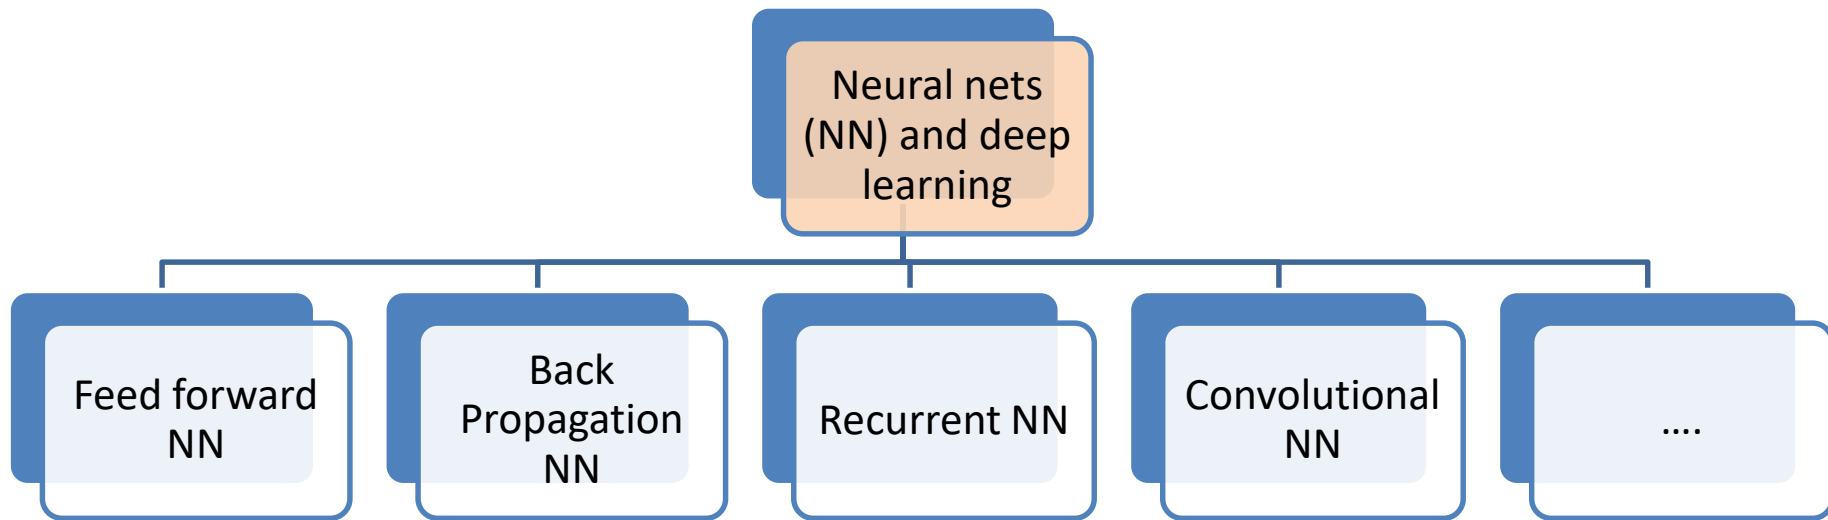 Neural nets
(NN) and deep
learning
Feed forward
NN
Back
Propagation
NN
Recurrent NN
Convolutional
NN
....